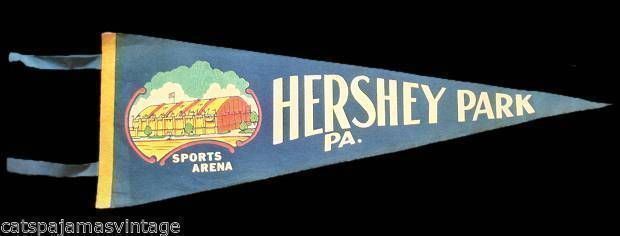 HERSHEY PARK
PA.
SPORTS
ARENA
catspajamasvintage